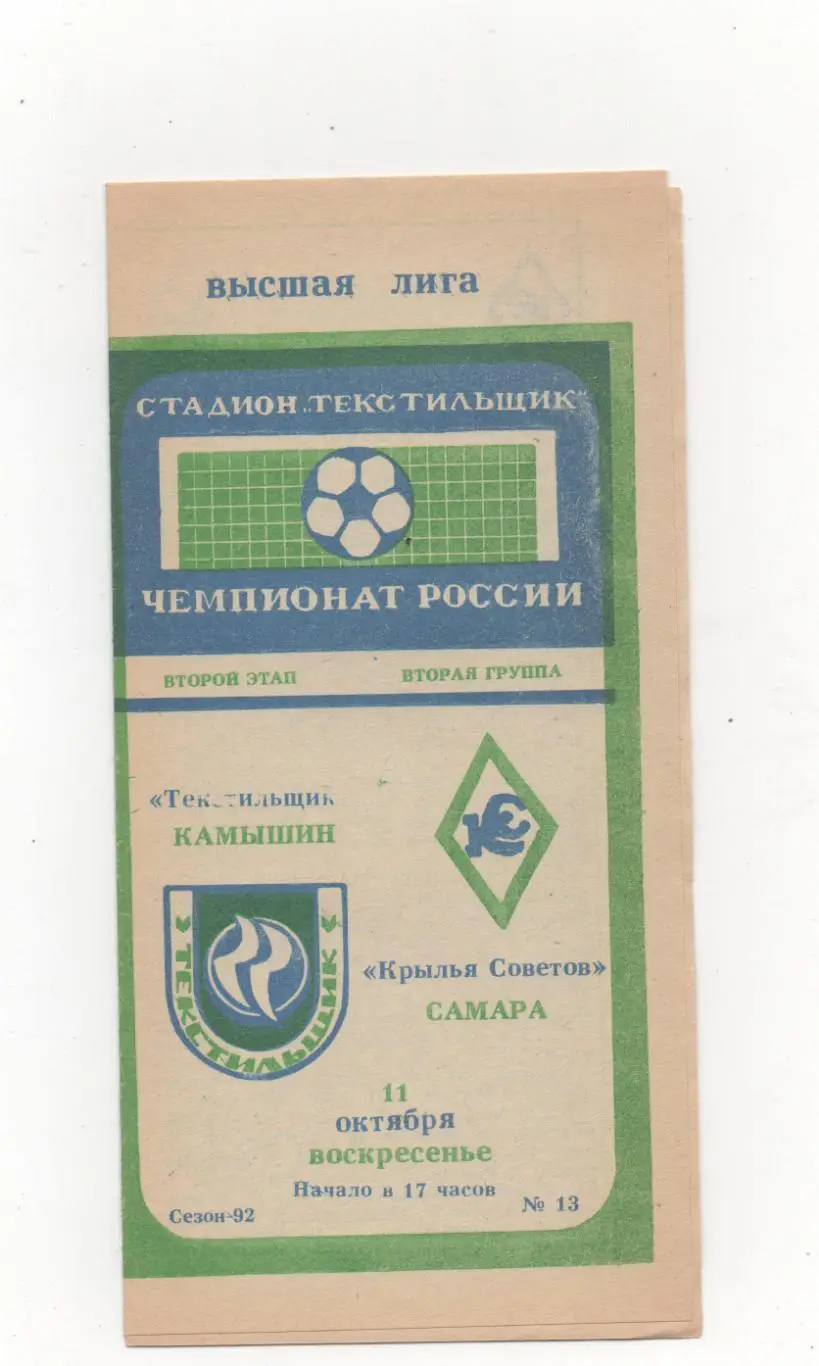 высшая лига
СТАДИОН „ТЕКСТИЛЬЩИК"
ЧЕМПИОНАТ РОССИИ
ВТОРОЙ ЭТАП ВТОРАЯ ГРУППА
«Текстильщик
КАМЫШИН
КС
ТЕКСТИЛЬЩИК
«Крылья Советов»
САМАРА
11
октября
воскресенье
Начало в 17 часов
Сезон-92 № 13